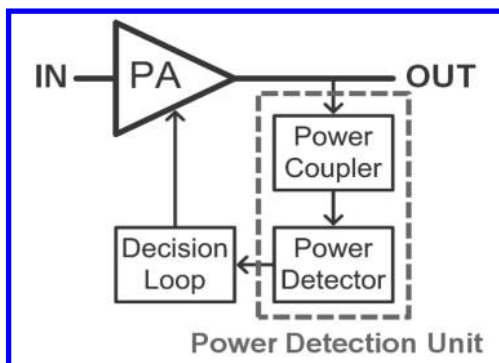 IN
PA
OUT
Power
Coupler
Decision
Loop
Power
Detector
Power Detection Unit